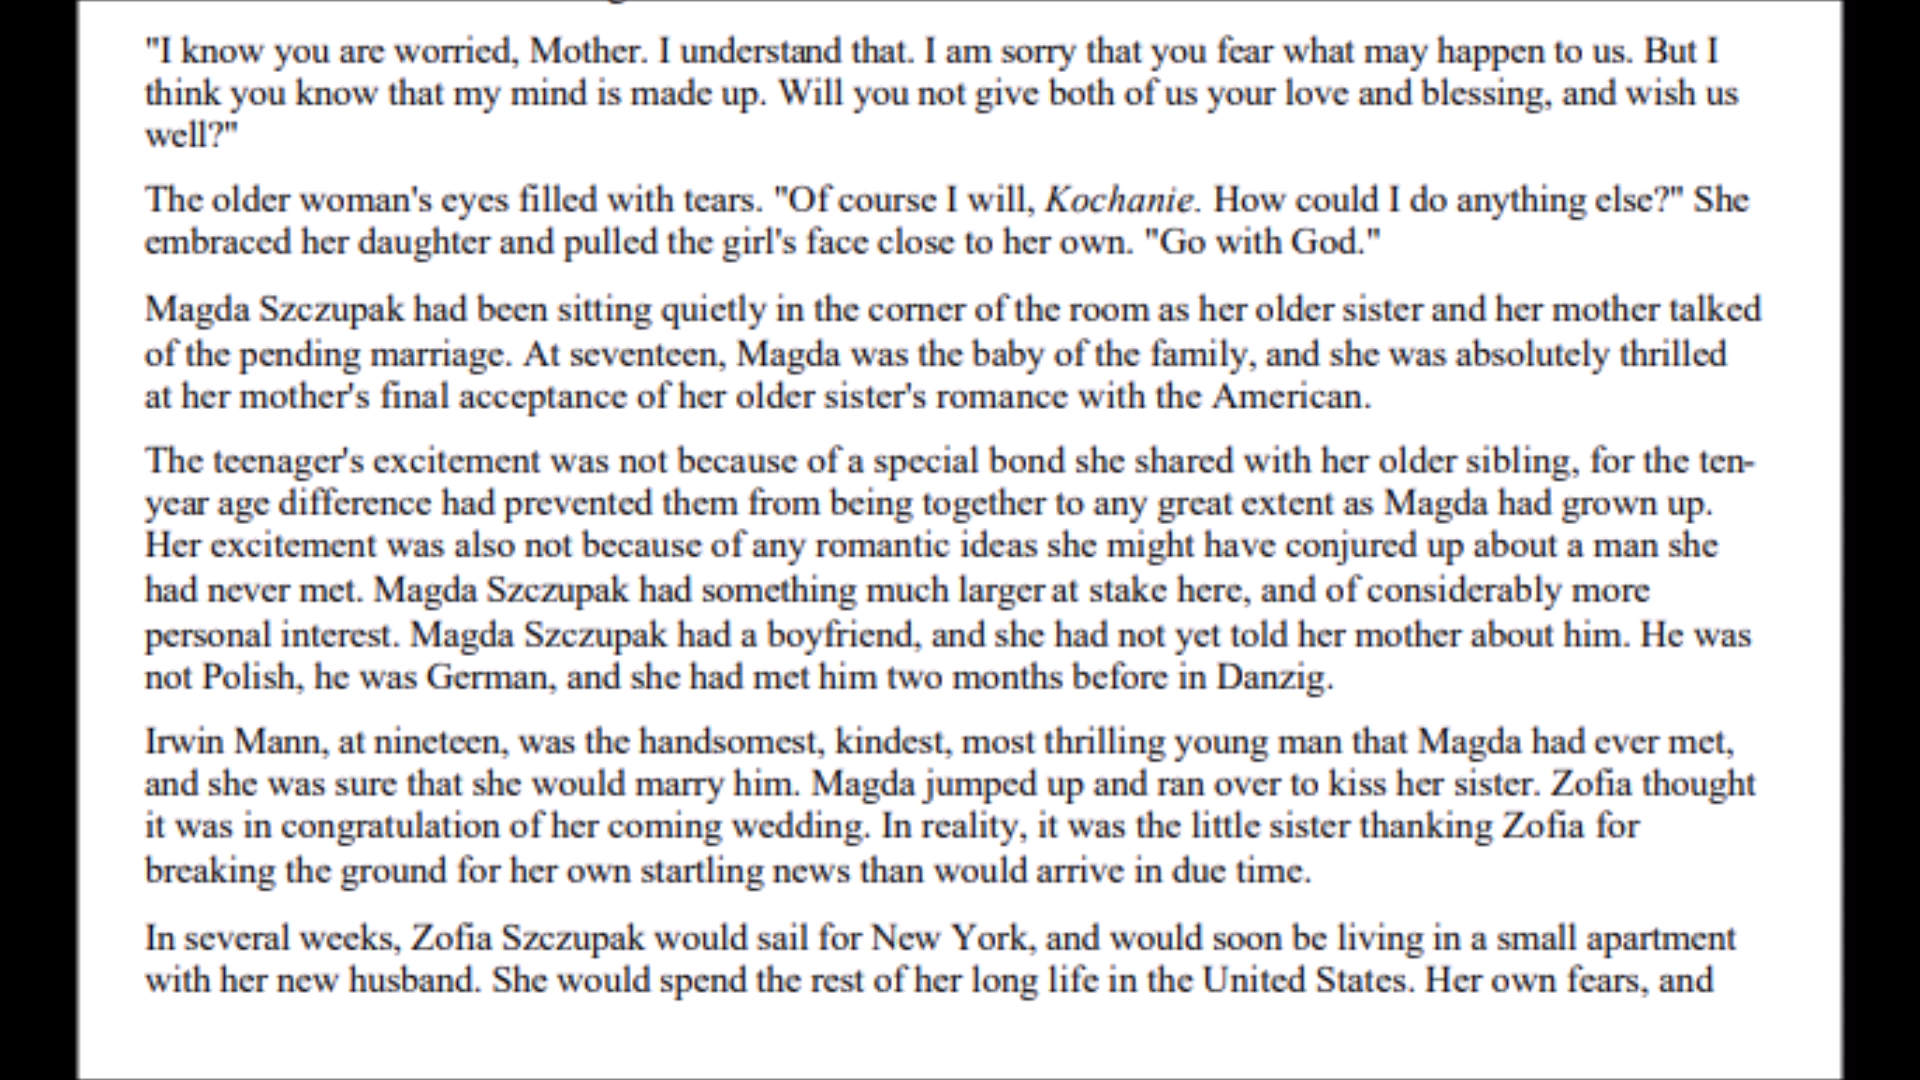 "I know you are worried, Mother. I understand that. I am sorry that you fear what may happen to us. But I
think you know that my mind is made up. Will you not give both of us your love and blessing, and wish us
well?"
The older woman's eyes filled with tears. "Of course I will, Kochanie. How could I do anything else?" She
embraced her daughter and pulled the girl's face close to her own. "Go with God."
Magda Szczupak had been sitting quietly in the corner of the room as her older sister and her mother talked
of the pending marriage. At seventeen, Magda was the baby of the family, and she was absolutely thrilled
at her mother's final acceptance of her older sister's romance with the American.
The teenager's excitement was not because of a special bond she shared with her older sibling, for the ten-
year age difference had prevented them from being together to any great extent as Magda had grown up.
Her excitement was also not because of any romantic ideas she might have conjured up about a man she
had never met. Magda Szczupak had something much larger at stake here, and of considerably more
personal interest. Magda Szczupak had a boyfriend, and she had not yet told her mother about him. He was
not Polish, he was German, and she had met him two months before in Danzig.
Irwin Mann, at nineteen, was the handsomest, kindest, most thrilling young man that Magda had ever met,
and she was sure that she would marry him. Magda jumped up and ran over to kiss her sister. Zofia thought
it was in congratulation of her coming wedding. In reality, it was the little sister thanking Zofia for
breaking the ground for her own startling news than would arrive in due time.
In several weeks, Zofia Szczupak would sail for New York, and would soon be living in a small apartment
with her new husband. She would spend the rest of her long life in the United States. Her own fears, and